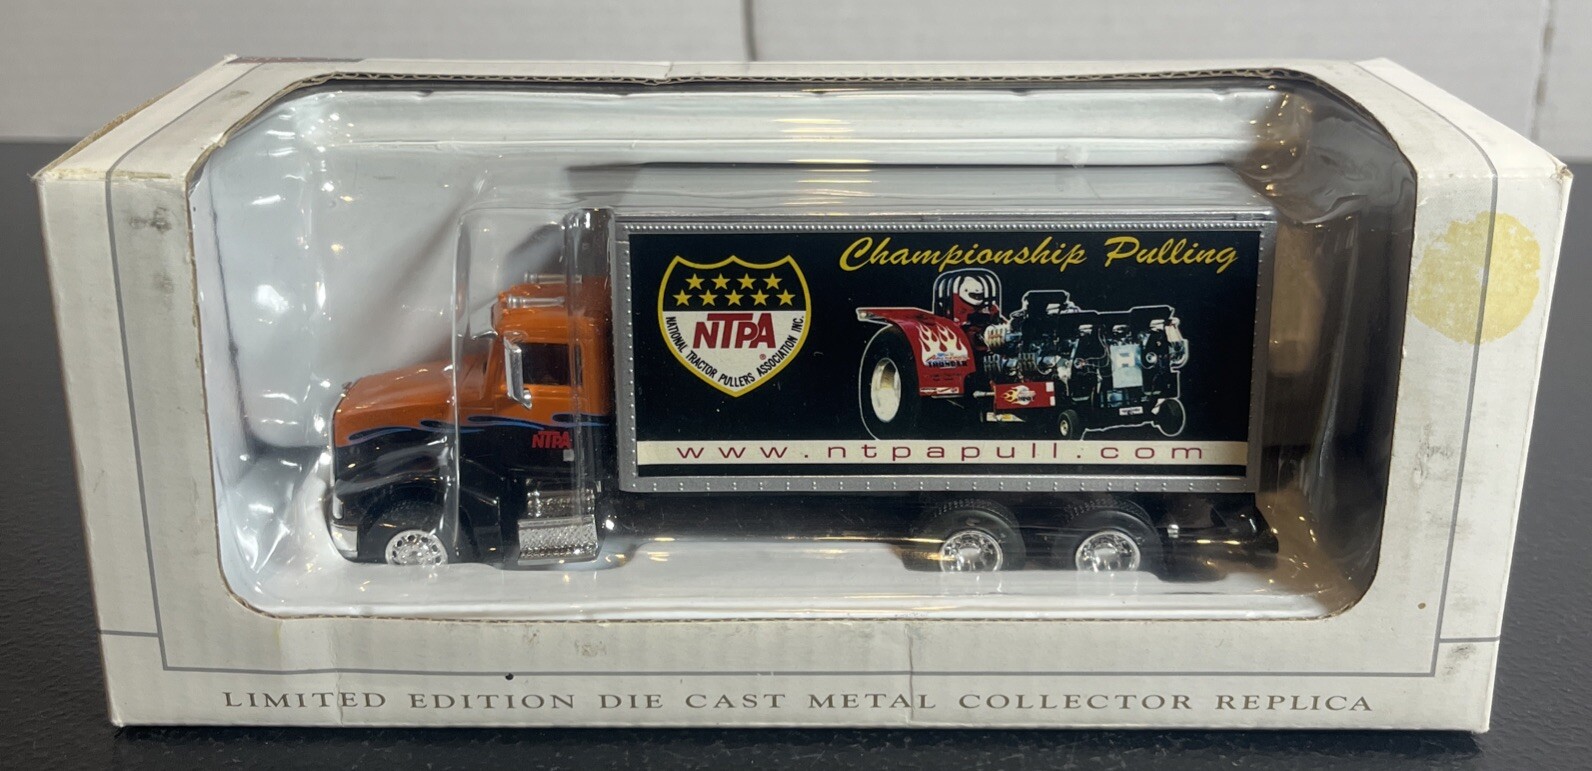 Championship Pulling
NTPA
®
NATIONAL TRACTOR PULLERS ASSOCIATION INC.
NTPA
www.ntpapull.com
LIMITED EDITION DIE CAST METAL COLLECTOR REPLICA